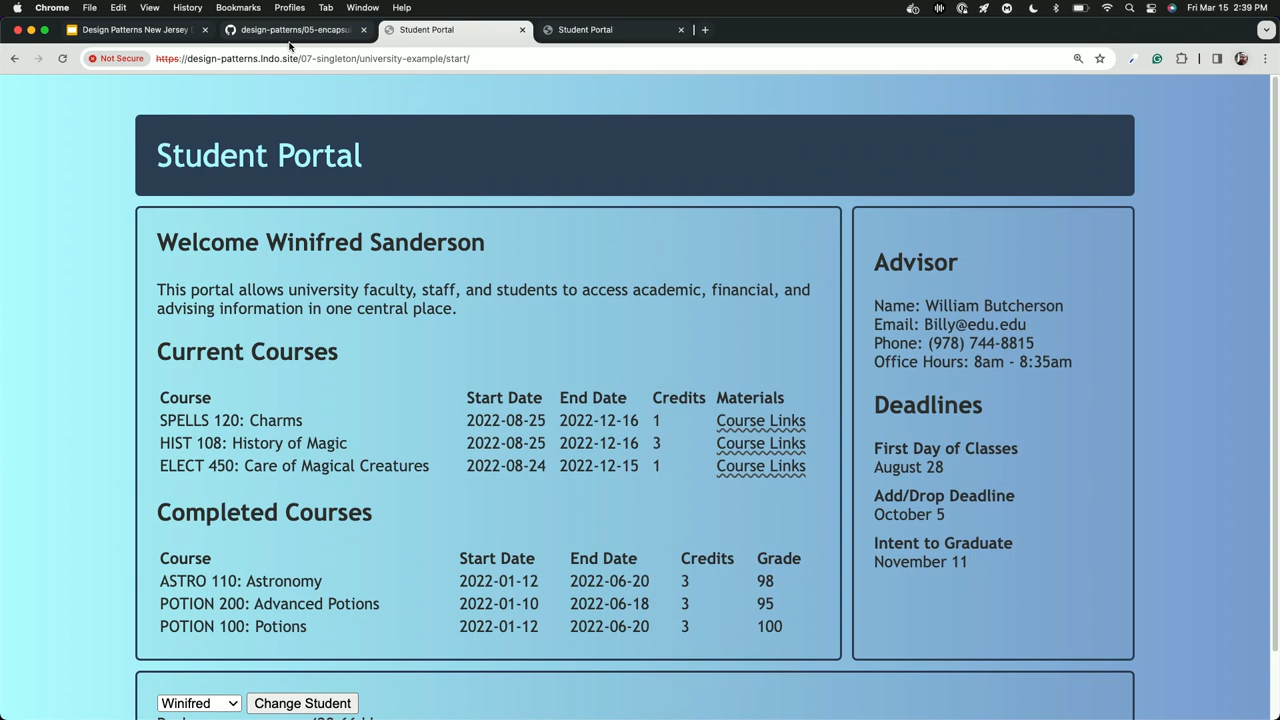 Chrome File Edit View History Bookmarks Profiles Tab Window Help Fri Mar 15 2:39 PM
Design Patterns New Jersey design-patterns/05-encapsu Student Portal Student Portal
Not Secure https://design-patterns.lndo.site/07-singleton/university-example/start/
Student Portal
Welcome Winifred Sanderson
This portal allows university faculty, staff, and students to access academic, financial, and
advising information in one central place.
Current Courses
Course Start Date End Date Credits Materials
SPELLS 120: Charms 2022-08-25 2022-12-16 1 Course Links
HIST 108: History of Magic 2022-08-25 2022-12-16 3 Course Links
ELECT 450: Care of Magical Creatures 2022-08-24 2022-12-15 1 Course Links
Completed Courses
Course Start Date End Date Credits Grade
ASTRO 110: Astronomy 2022-01-12 2022-06-20 3 98
POTION 200: Advanced Potions 2022-01-10 2022-06-18 3 95
POTION 100: Potions 2022-01-12 2022-06-20 3 100
Advisor
Name: William Butcherson
Email: Billy@edu.edu
Phone: (978) 744-8815
Office Hours: 8am - 8:35am
Deadlines
First Day of Classes
August 28
Add/Drop Deadline
October 5
Intent to Graduate
November 11
Winifred Change Student